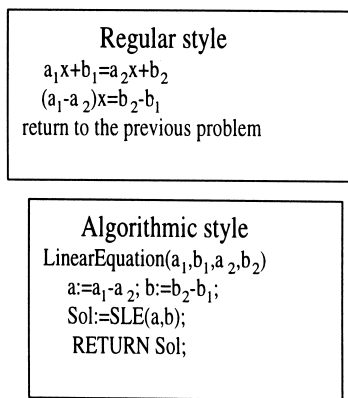 Regular style
a₁x+b₁=a₂x+b₂
(a₁-a₂)x=b₂-b₁
return to the previous problem
Algorithmic style
LinearEquation(a₁,b₁,a₂,b₂)
a:=a₁-a₂; b:=b₂-b₁;
Sol:=SLE(a,b);
RETURN Sol;